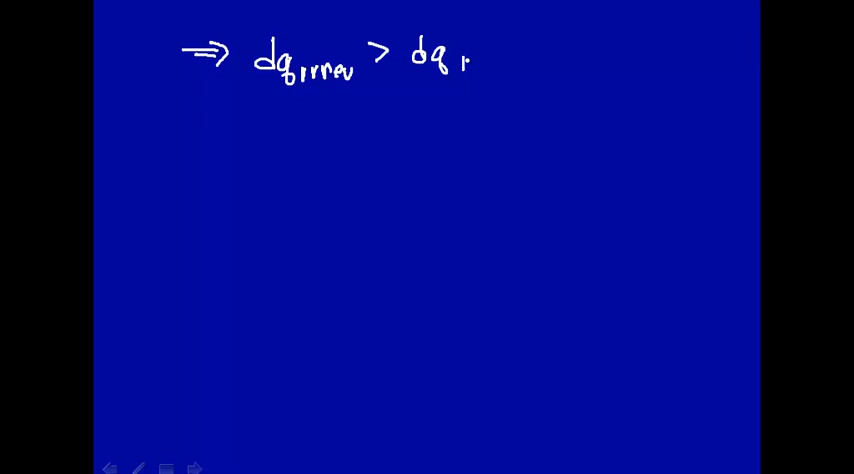 ⇒ dq_irrev > dq_r